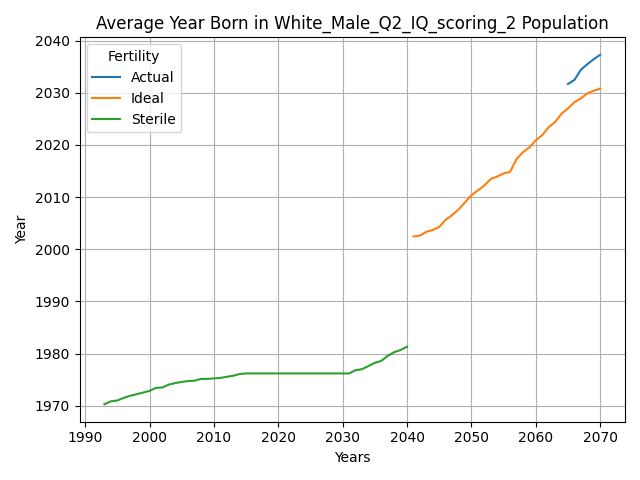 Average Year Born in White_Male_Q2_IQ_scoring_2 Population
Fertility
Actual
Ideal
Sterile
Year
2040
2030
2020
2010
2000
1990
1980
1970
1990 2000 2010 2020 2030 2040 2050 2060 2070
Years